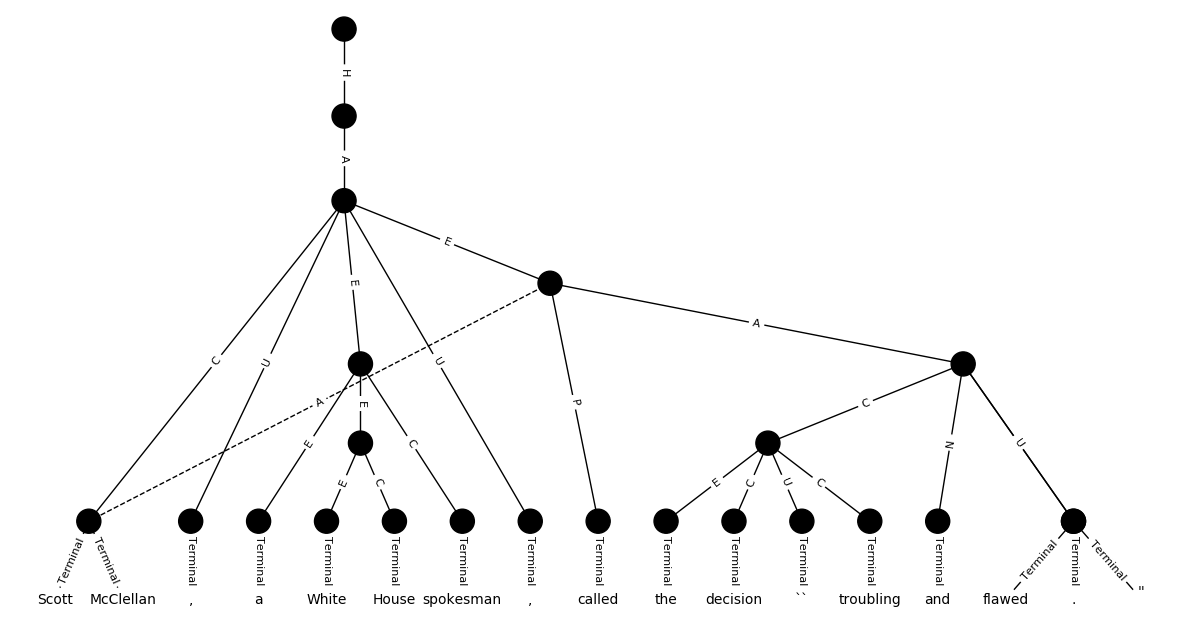 H
A
E
C
U
E
U
A
E
E
C
A
P
C
N
U
E
C
E
C
U
C
Terminal Terminal Terminal Terminal Terminal Terminal Terminal Terminal Terminal Terminal Terminal Terminal Terminal Terminal Terminal Terminal Terminal
Scott McClellan , a White House spokesman , called the decision `` troubling and flawed . "